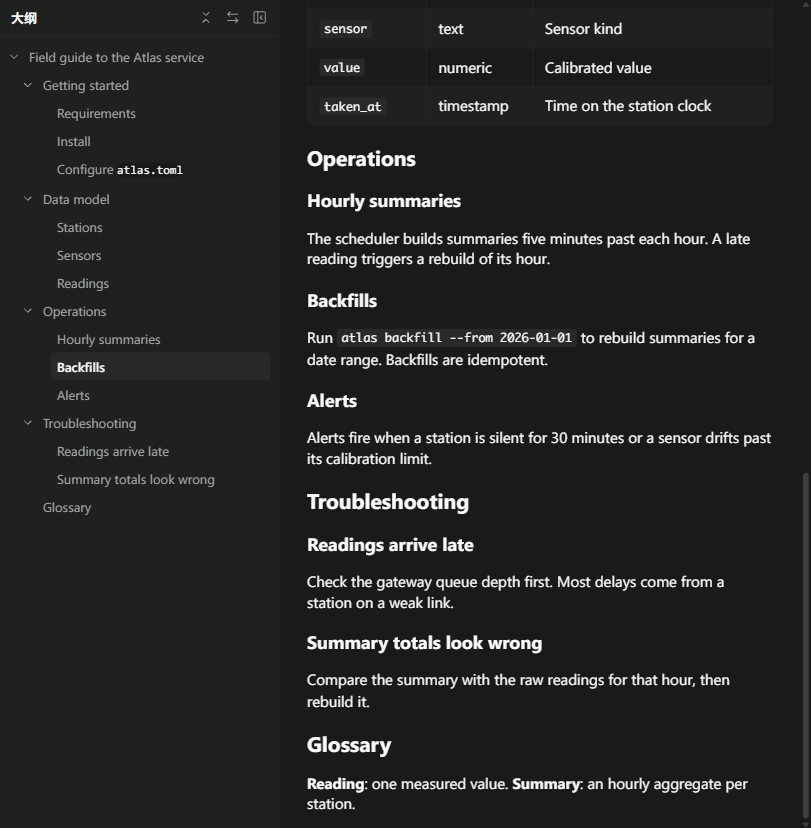 大纲
Field guide to the Atlas service
Getting started
Requirements
Install
Configure atlas.toml
Data model
Stations
Sensors
Readings
Operations
Hourly summaries
Backfills
Alerts
Troubleshooting
Readings arrive late
Summary totals look wrong
Glossary
sensor text Sensor kind
value numeric Calibrated value
taken_at timestamp Time on the station clock
Operations
Hourly summaries
The scheduler builds summaries five minutes past each hour. A late
reading triggers a rebuild of its hour.
Backfills
Run atlas backfill --from 2026-01-01 to rebuild summaries for a
date range. Backfills are idempotent.
Alerts
Alerts fire when a station is silent for 30 minutes or a sensor drifts past
its calibration limit.
Troubleshooting
Readings arrive late
Check the gateway queue depth first. Most delays come from a
station on a weak link.
Summary totals look wrong
Compare the summary with the raw readings for that hour, then
rebuild it.
Glossary
Reading: one measured value. Summary: an hourly aggregate per
station.